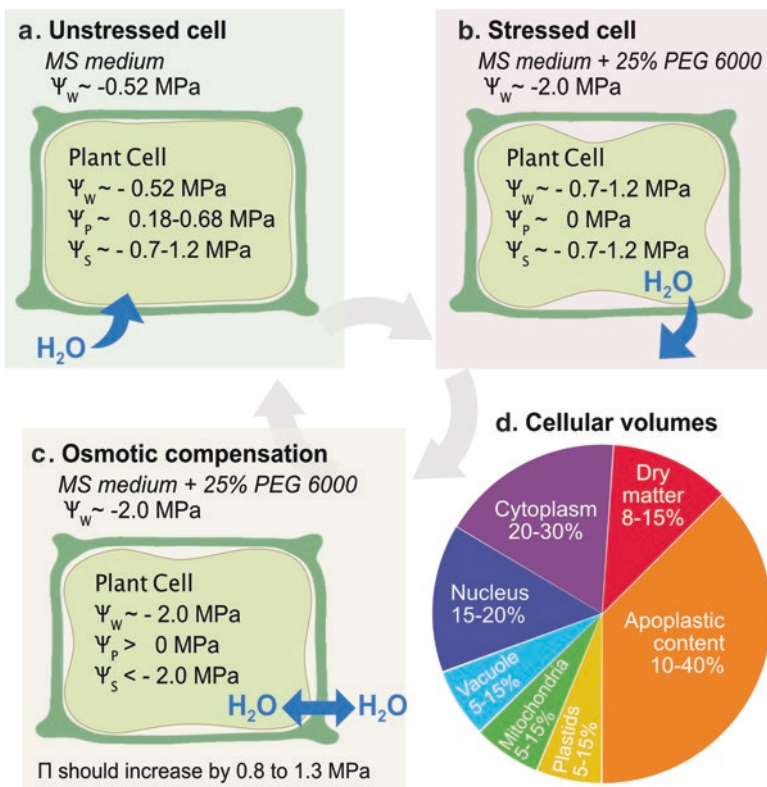 a. Unstressed cell
MS medium
Ψw~ -0.52 MPa
Plant Cell
Ψw ~ - 0.52 MPa
ΨP ~ 0.18-0.68 MPa
Ψs ~ - 0.7-1.2 MPa
H₂O
b. Stressed cell
MS medium + 25% PEG 6000
Ψw~ -2.0 MPa
Plant Cell
Ψw ~ - 0.7-1.2 MPa
ΨP ~ 0 MPa
Ψs ~ - 0.7-1.2 MPa
H₂O
c. Osmotic compensation
MS medium + 25% PEG 6000
Ψw~ -2.0 MPa
Plant Cell
Ψw ~ - 2.0 MPa
ΨP > 0 MPa
Ψs < - 2.0 MPa
H₂O H₂O
Π should increase by 0.8 to 1.3 MPa
d. Cellular volumes
Dry
matter
8-15%
Cytoplasm
20-30%
Nucleus
15-20%
Apoplastic
content
10-40%
Vacuole
5-15%
Mitochondria
5-15%
Plastids
5-15%